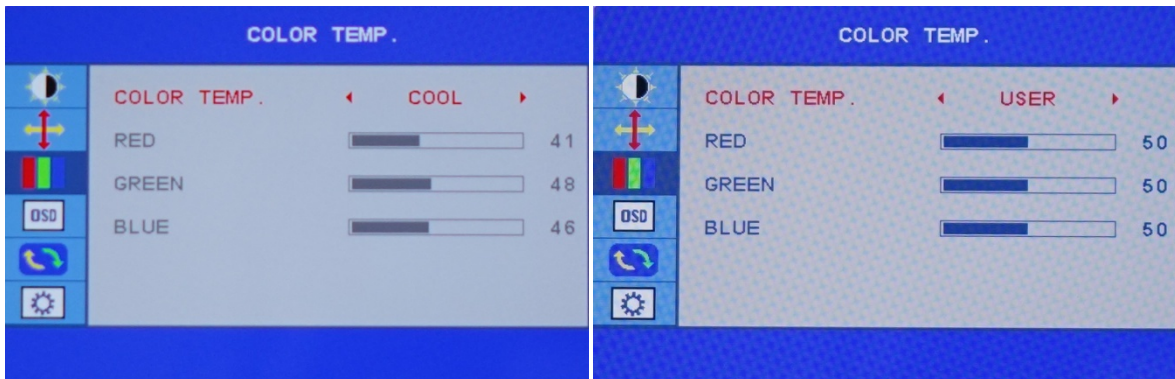 COLOR TEMP.
COLOR TEMP. COOL
RED 41
GREEN 48
BLUE 46
OSD
COLOR TEMP.
COLOR TEMP. USER
RED 50
GREEN 50
BLUE 50
OSD